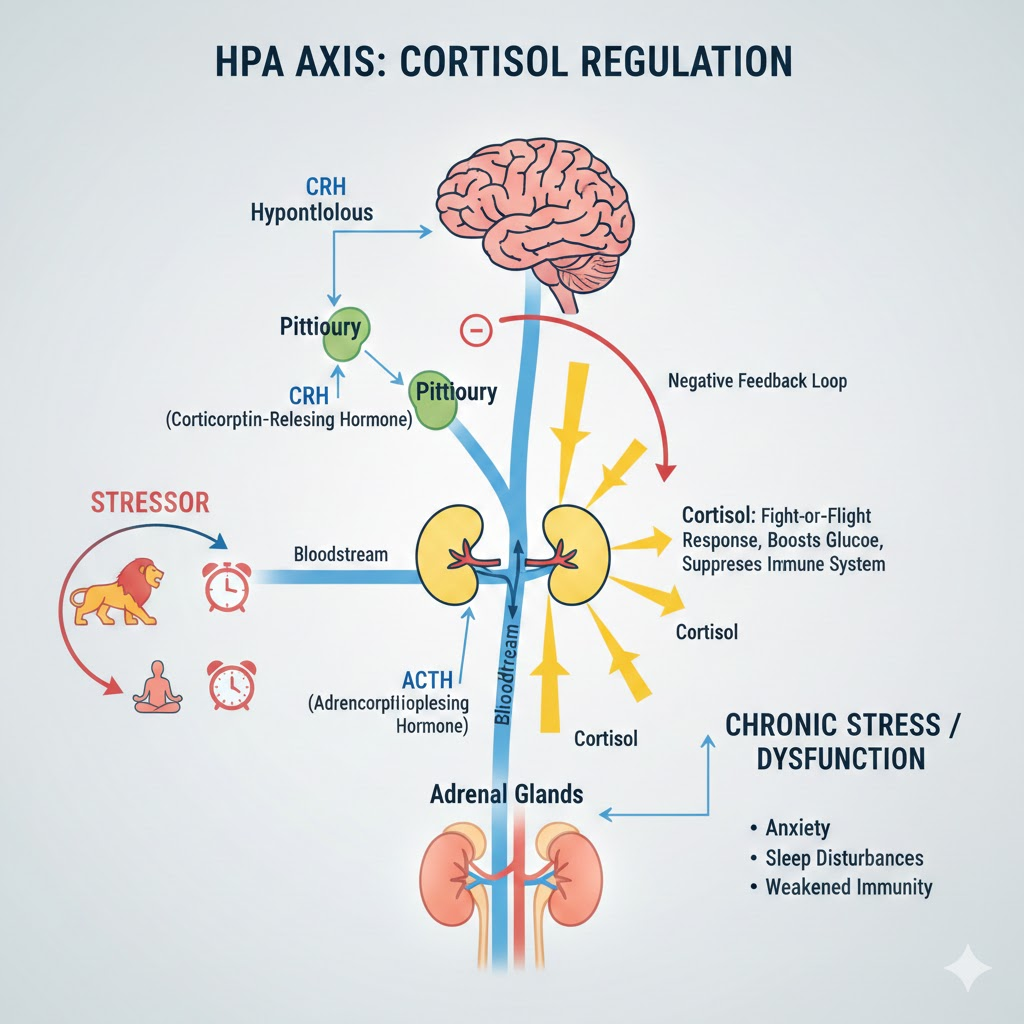 HPA AXIS: CORTISOL REGULATION
CRH
Hypontlolous
Pittioury
CRH
(Corticorptin-Relesing Hormone)
Pittioury
Negative Feedback Loop
STRESSOR
Bloodstream
Cortisol: Fight-or-Flight
Response, Boosts Glucoe,
Suppreses Immune System
Cortisol
ACTH
Hormone)
Cortisol
CHRONIC STRESS /
DYSFUNCTION
Adrenal Glands
• Anxiety
• Sleep Disturbances
• Weakened Immunity